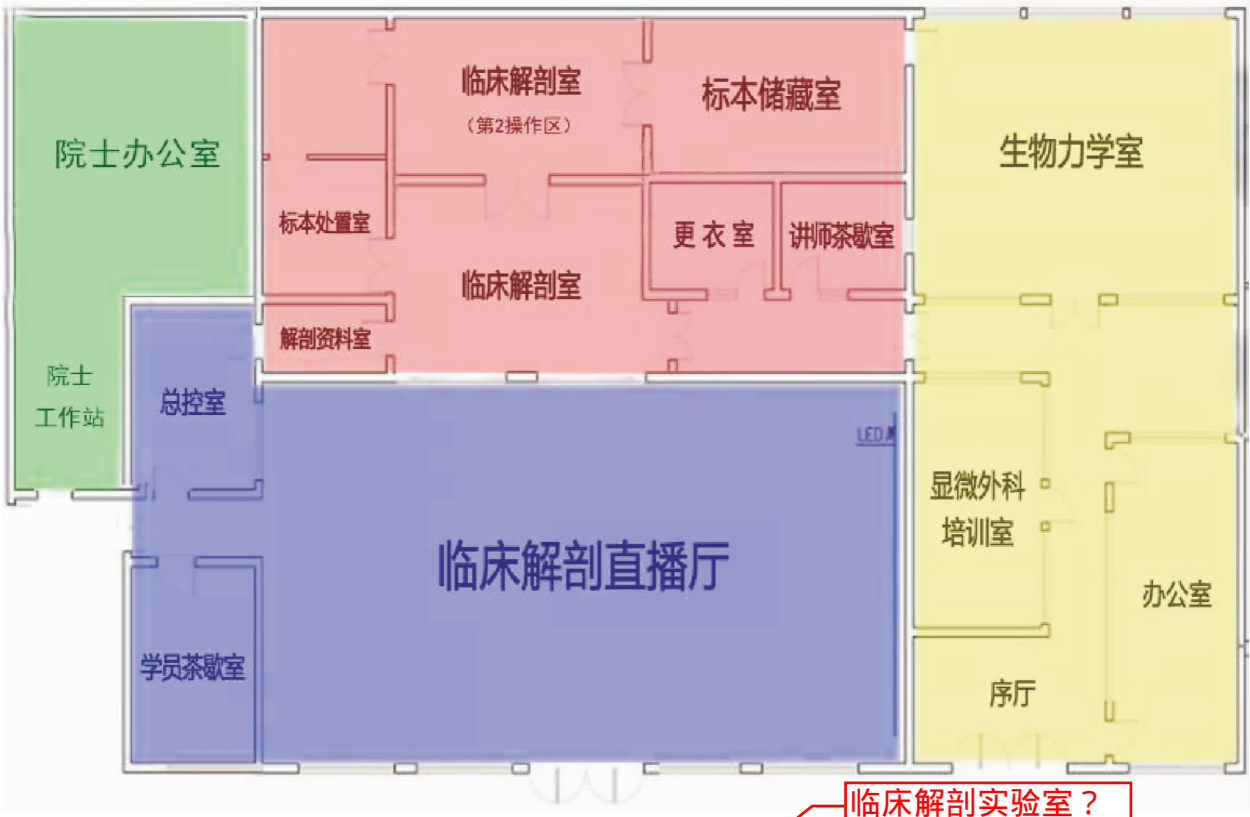 临床解剖室
(第2操作区)
标本储藏室
院士办公室
生物力学室
标本处置室
更衣室
讲师茶歇室
临床解剖室
解剖资料室
院士
工作站
总控室
LED屏
显微外科
培训室
临床解剖直播厅
办公室
学员茶歇室
序厅
临床解剖实验室？